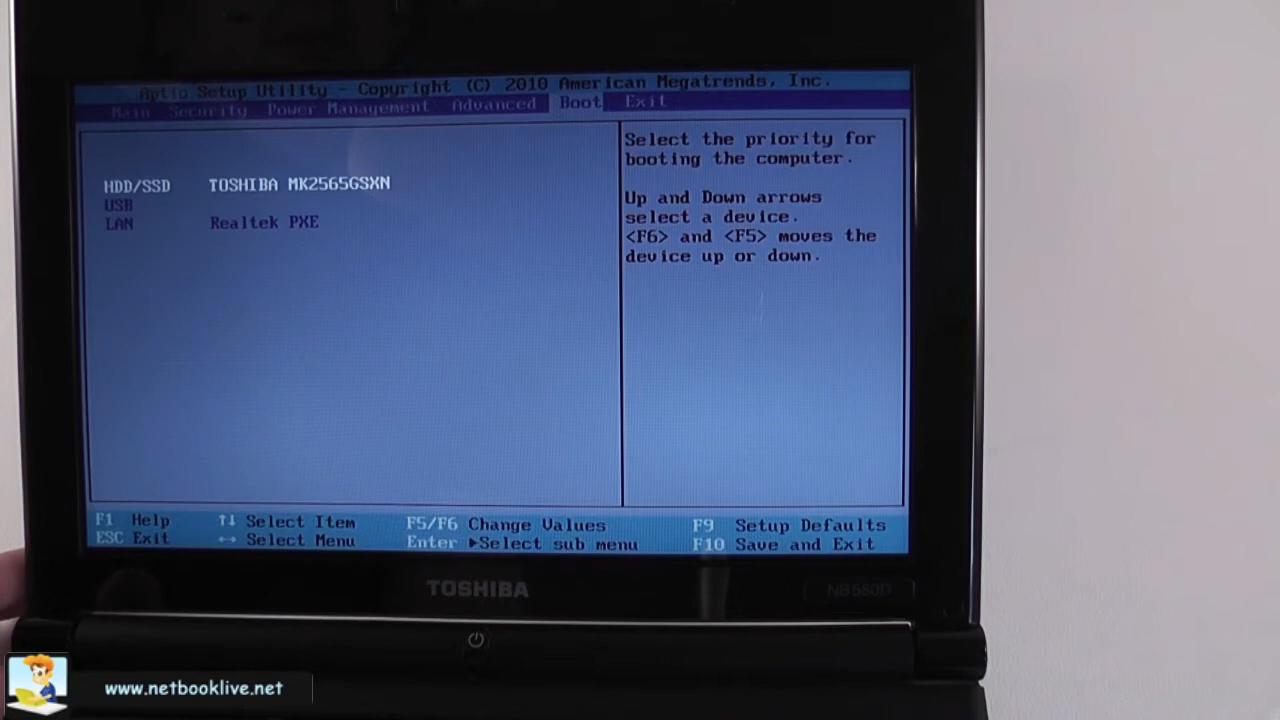 Aptio Setup Utility - Copyright (C) 2010 American Megatrends, Inc.
Main Security Power Management Advanced Boot Exit
HDD/SSD TOSHIBA MK2565GSXN
USB
LAN Realtek PXE
Select the priority for
booting the computer.
Up and Down arrows
select a device.
<F6> and <F5> moves the
device up or down.
F1 Help ↑↓ Select Item F5/F6 Change Values F9 Setup Defaults
ESC Exit ↔ Select Menu Enter ►Select sub menu F10 Save and Exit
TOSHIBA
NB550D
www.netbooklive.net